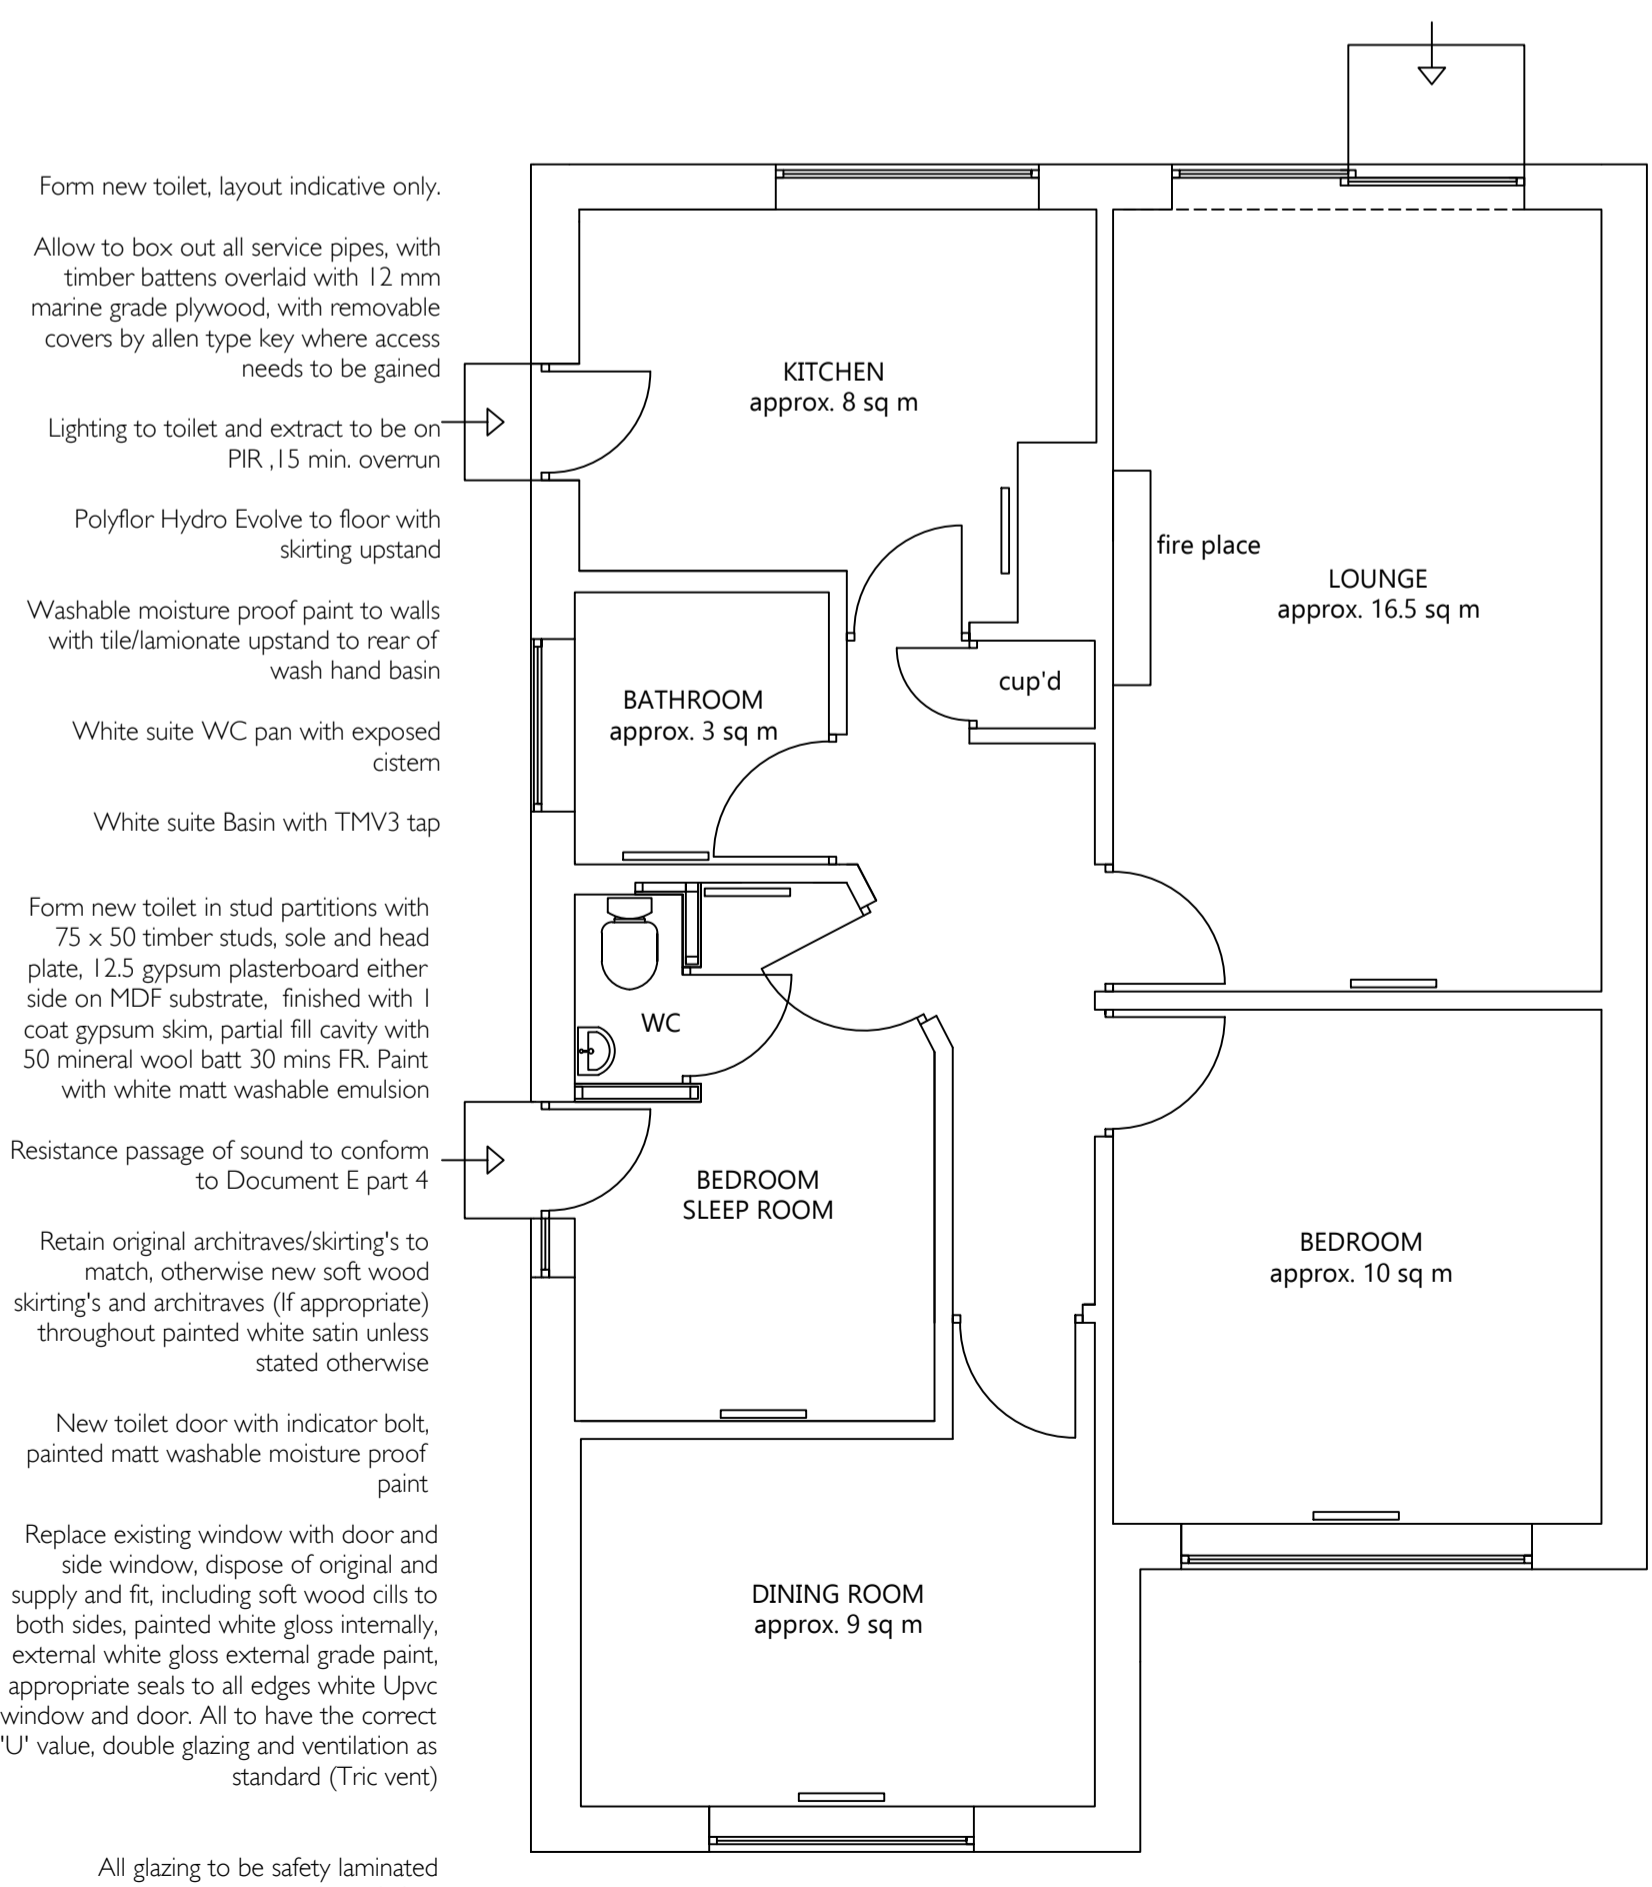 Form new toilet, layout indicative only.
Allow to box out all service pipes, with
timber battens overlaid with 12 mm
marine grade plywood, with removable
covers by allen type key where access
needs to be gained
Lighting to toilet and extract to be on
PIR ,15 min. overrun
Polyflor Hydro Evolve to floor with
skirting upstand
Washable moisture proof paint to walls
with tile/lamionate upstand to rear of
wash hand basin
White suite WC pan with exposed
cistern
White suite Basin with TMV3 tap
Form new toilet in stud partitions with
75 x 50 timber studs, sole and head
plate, 12.5 gypsum plasterboard either
side on MDF substrate, finished with 1
coat gypsum skim, partial fill cavity with
50 mineral wool batt 30 mins FR. Paint
with white matt washable emulsion
Resistance passage of sound to conform
to Document E part 4
Retain original architraves/skirting's to
match, otherwise new soft wood
skirting's and architraves (If appropriate)
throughout painted white satin unless
stated otherwise
New toilet door with indicator bolt,
painted matt washable moisture proof
paint
Replace existing window with door and
side window, dispose of original and
supply and fit, including soft wood cills to
both sides, painted white gloss internally,
external white gloss external grade paint,
appropriate seals to all edges white Upvc
window and door. All to have the correct
'U' value, double glazing and ventilation as
standard (Tric vent)
All glazing to be safety laminated
KITCHEN
approx. 8 sq m
fire place
LOUNGE
approx. 16.5 sq m
cup'd
BATHROOM
approx. 3 sq m
WC
BEDROOM
SLEEP ROOM
BEDROOM
approx. 10 sq m
DINING ROOM
approx. 9 sq m